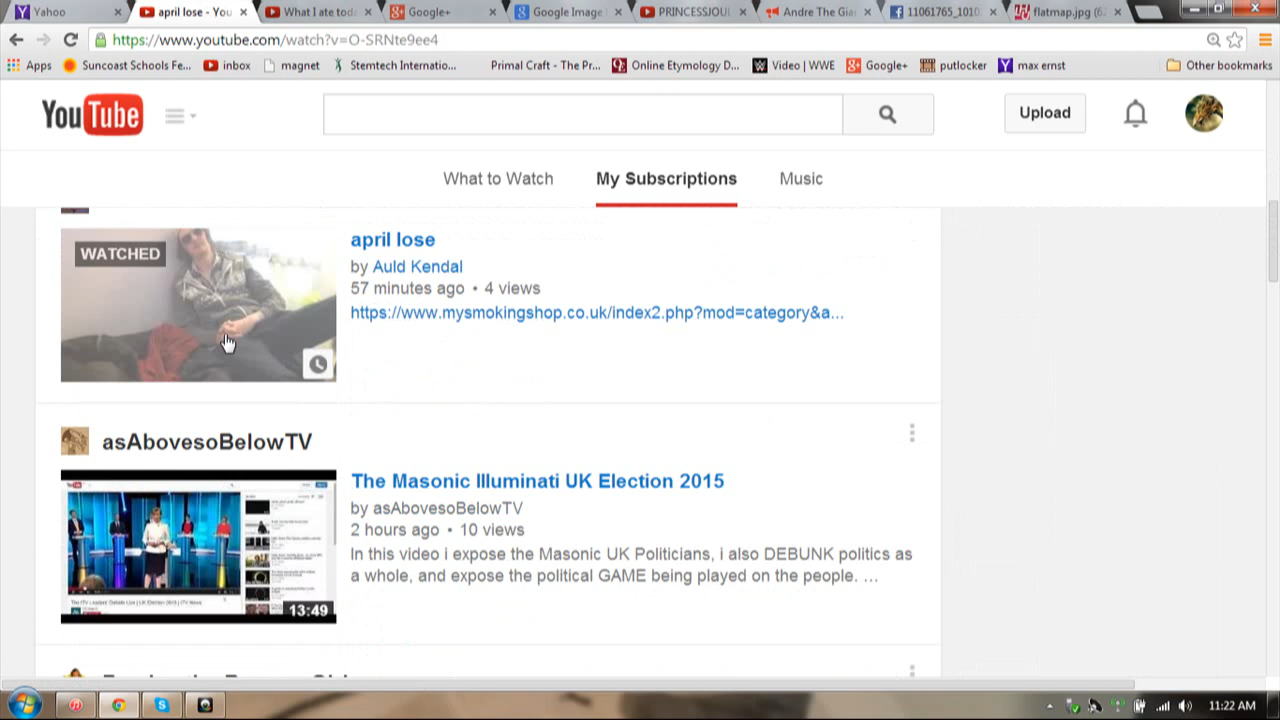 Yahoo
april lose - You
What I ate toda
Google+
Google Image
PRINCESSJOUL
Andre The Gia
11061765_1010
flatmap.jpg (6
https://www.youtube.com/watch?v=O-SRNte9ee4
Apps
Suncoast Schools Fe...
inbox
magnet
Stemtech Internatio...
Primal Craft - The Pr...
Online Etymology D...
Video | WWE
Google+
putlocker
max ernst
Other bookmarks
YouTube
Upload
What to Watch
My Subscriptions
Music
WATCHED
april lose
by Auld Kendal
57 minutes ago • 4 views
https://www.mysmokingshop.co.uk/index2.php?mod=category&a...
asAbovesoBelowTV
The Masonic Illuminati UK Election 2015
by asAbovesoBelowTV
2 hours ago • 10 views
In this video i expose the Masonic UK Politicians, i also DEBUNK politics as
a whole, and expose the political GAME being played on the people. ...
13:49
11:22 AM